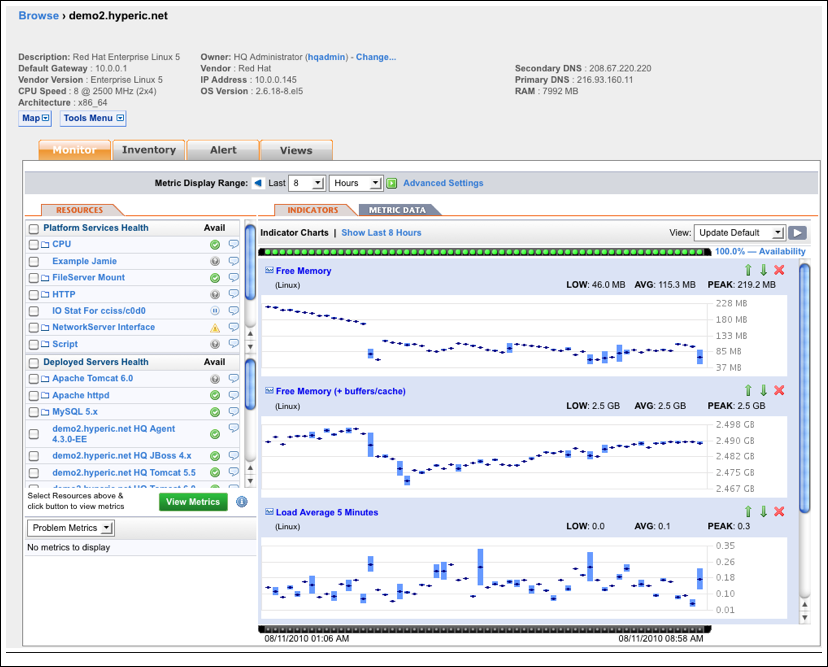 Browse › demo2.hyperic.net
Description: Red Hat Enterprise Linux 5 Owner: HQ Administrator (hqadmin) - Change...
Default Gateway : 10.0.0.1 Vendor : Red Hat Secondary DNS : 208.67.220.220
Vendor Version : Enterprise Linux 5 IP Address : 10.0.0.145 Primary DNS : 216.93.160.11
CPU Speed : 8 @ 2500 MHz (2x4) OS Version : 2.6.18-8.el5 RAM : 7992 MB
Architecture : x86_64
Map Tools Menu
Monitor Inventory Alert Views
Metric Display Range: Last 8 Hours Advanced Settings
RESOURCES
Platform Services Health Avail
CPU
Example Jamie
FileServer Mount
HTTP
IO Stat For cciss/c0d0
NetworkServer Interface
Script
Deployed Servers Health Avail
Apache Tomcat 6.0
Apache httpd
MySQL 5.x
demo2.hyperic.net HQ Agent
4.3.0-EE
demo2.hyperic.net HQ JBoss 4.x
demo2.hyperic.net HQ Tomcat 5.5
Select Resources above &
click button to view metrics
View Metrics
Problem Metrics
No metrics to display
INDICATORS METRIC DATA
Indicator Charts | Show Last 8 Hours View: Update Default
100.0% — Availability
Free Memory
(Linux) LOW: 46.0 MB AVG: 115.3 MB PEAK: 219.2 MB
228 MB
180 MB
133 MB
85 MB
37 MB
Free Memory (+ buffers/cache)
(Linux) LOW: 2.5 GB AVG: 2.5 GB PEAK: 2.5 GB
2.498 GB
2.490 GB
2.482 GB
2.475 GB
2.467 GB
Load Average 5 Minutes
(Linux) LOW: 0.0 AVG: 0.1 PEAK: 0.3
0.35
0.26
0.18
0.10
0.01
08/11/2010 01:06 AM 08/11/2010 08:58 AM